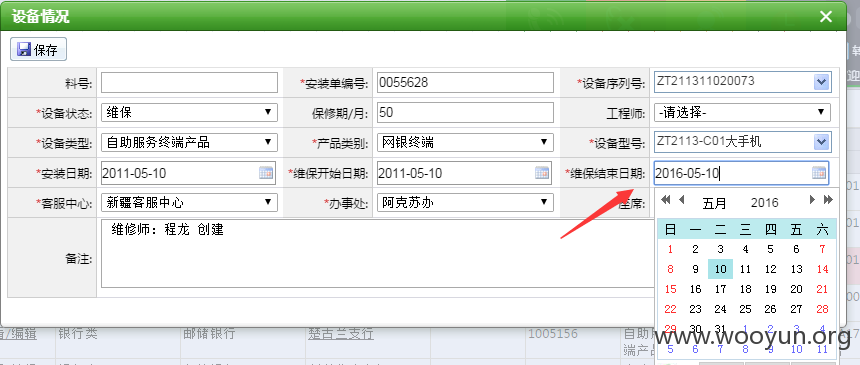 设备情况
保存
料号:
*安装单编号: 0055628
*设备序列号: ZT211311020073
*设备状态: 维保
保修期/月: 50
工程师: -请选择-
*设备类型: 自助服务终端产品
*产品类别: 网银终端
*设备型号: ZT2113-C01大手机
*安装日期: 2011-05-10
*维保开始日期: 2011-05-10
*维保结束日期: 2016-05-10
*客服中心: 新疆客服中心
*办事处: 阿克苏办
座席:
备注: 维修师：程龙 创建
五月 2016
日 一 二 三 四 五 六
1 2 3 4 5 6 7
8 9 10 11 12 13 14
15 16 17 18 19 20 21
22 23 24 25 26 27 28
29 30 31 1 2 3 4
5 6 7 8 9 10 11
/编辑 银行类 邮储银行 楚古兰支行 1005156 自助
端产品
www.wooyun.org